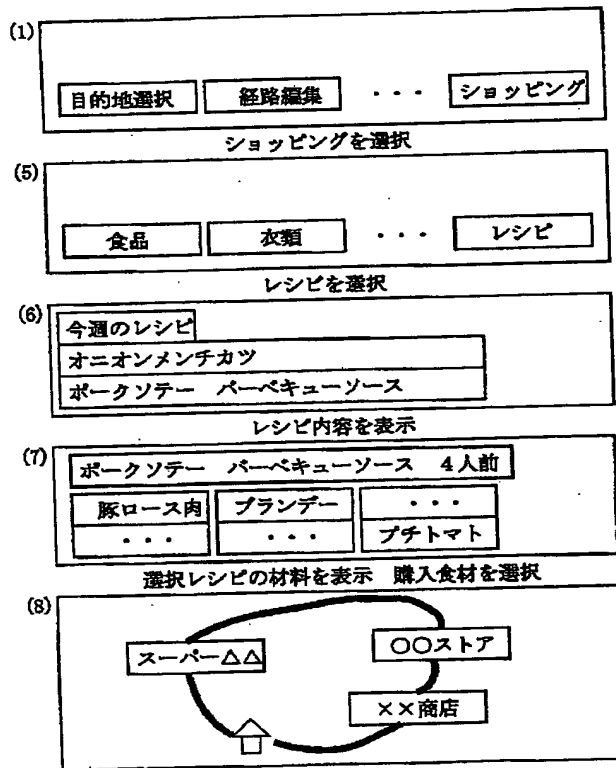 (1)
目的地選択 経路編集 ・・・ ショッピング
ショッピングを選択
(5)
食品 衣類 ・・・ レシピ
レシピを選択
(6)
今週のレシピ
オニオンメンチカツ
ポークソテー バーベキューソース
レシピ内容を表示
(7)
ポークソテー バーベキューソース 4人前
豚ロース肉 ブランデー ・・・
・・・ ・・・ プチトマト
選択レシピの材料を表示 購入食材を選択
(8)
スーパー△△ ○○ストア
××商店